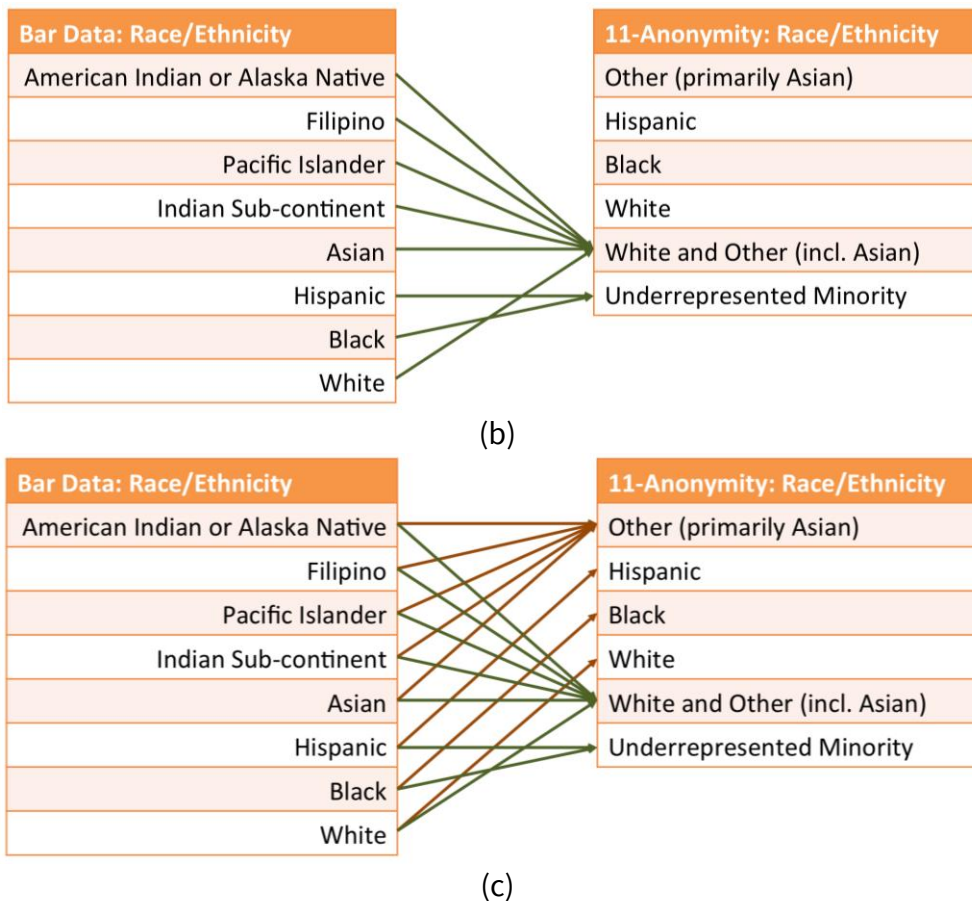 Bar Data: Race/Ethnicity
American Indian or Alaska Native
Filipino
Pacific Islander
Indian Sub-continent
Asian
Hispanic
Black
White
11-Anonymity: Race/Ethnicity
Other (primarily Asian)
Hispanic
Black
White
White and Other (incl. Asian)
Underrepresented Minority
(b)
Bar Data: Race/Ethnicity
American Indian or Alaska Native
Filipino
Pacific Islander
Indian Sub-continent
Asian
Hispanic
Black
White
11-Anonymity: Race/Ethnicity
Other (primarily Asian)
Hispanic
Black
White
White and Other (incl. Asian)
Underrepresented Minority
(c)